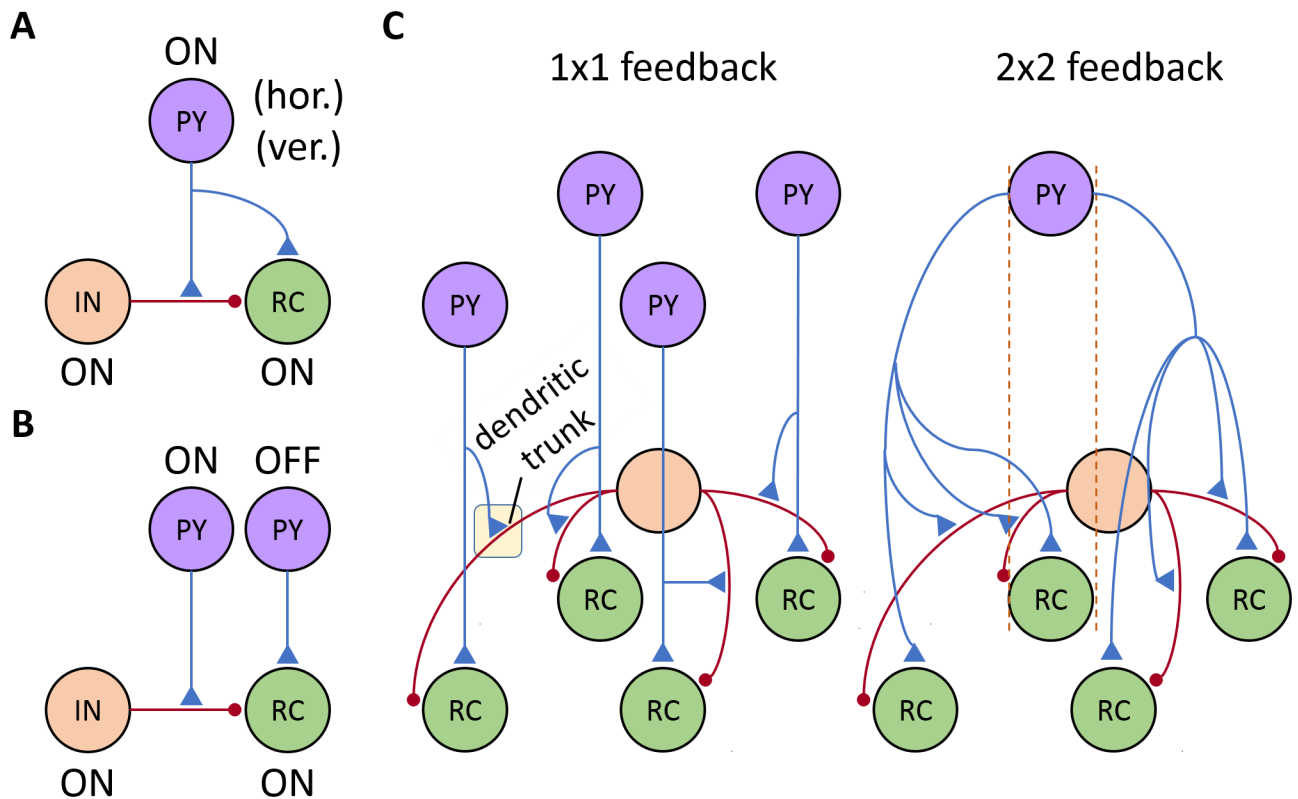 A
ON
PY
(hor.)
(ver.)
IN
RC
ON
ON
B
ON
OFF
PY
PY
IN
RC
ON
ON
C
1x1 feedback
2x2 feedback
PY
PY
PY
PY
PY
dendritic
trunk
RC
RC
RC
RC
RC
RC
RC
RC